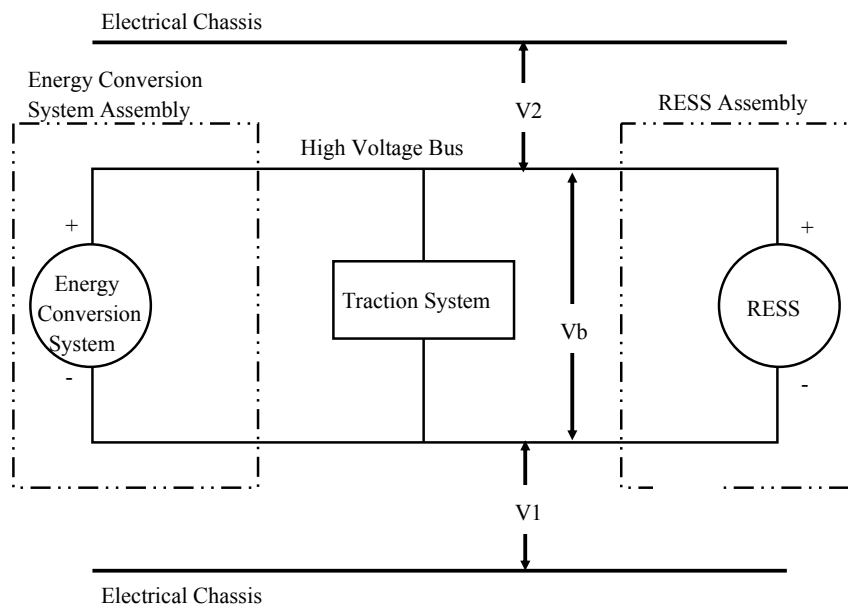 Electrical Chassis
Energy Conversion
System Assembly
V2
RESS Assembly
High Voltage Bus
+
+
Energy
Conversion
System
Traction System
Vb
RESS
-
-
V1
Electrical Chassis